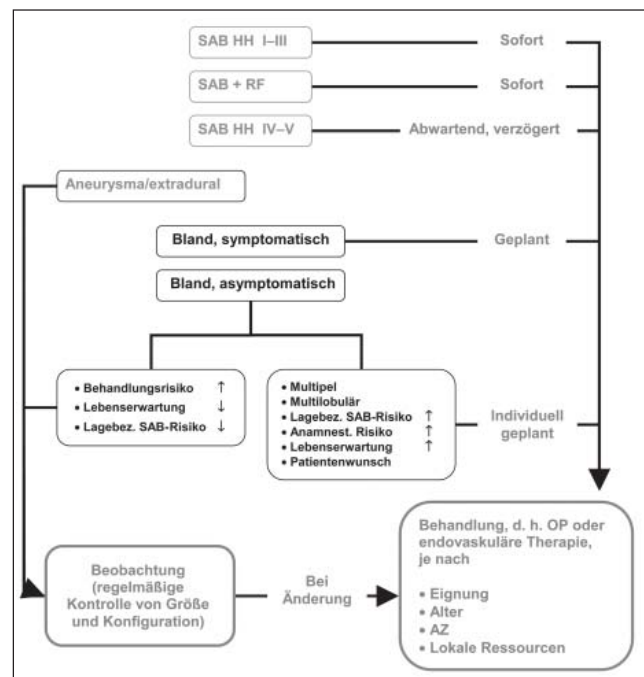 SAB HH I–III
Sofort
SAB + RF
Sofort
SAB HH IV–V
Abwartend, verzögert
Aneurysma/extradural
Bland, symptomatisch
Geplant
Bland, asymptomatisch
• Behandlungsrisiko ↑
• Lebenserwartung ↓
• Lagebez. SAB-Risiko ↓
• Multipel
• Multilobulär
• Lagebez. SAB-Risiko ↑
• Anamnest. Risiko ↑
• Lebenserwartung ↑
• Patientenwunsch
Individuell
geplant
Beobachtung
(regelmäßige
Kontrolle von Größe
und Konfiguration)
Bei
Änderung
Behandlung, d. h. OP oder
endovaskuläre Therapie,
je nach
• Eignung
• Alter
• AZ
• Lokale Ressourcen